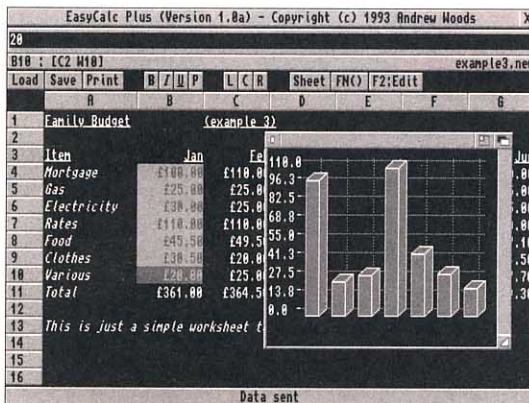 EasyCalc Plus (Version 1.0a) - Copyright (c) 1993 Andrew Woods
20
B10 : [C2 W10] example3.ne
Load Save Print B I U P L C R Sheet FN() F2:Edit
A B C D E F G
1 Family Budget (example 3)
2
3 Item Jan Fe
4 Mortgage £100.00 £110.0
5 Gas £25.00 £25.0
6 Electricity £30.00 £25.0
7 Rates £110.00 £110.0
8 Food £45.50 £49.5
9 Clothes £30.50 £20.0
10 Various £20.00 £25.0
11 Total £361.00 £364.5
12
13 This is just a simple worksheet t
14
15
16
110.0
96.3
82.5
68.8
55.0
41.3
27.5
13.8
0.0
Data sent